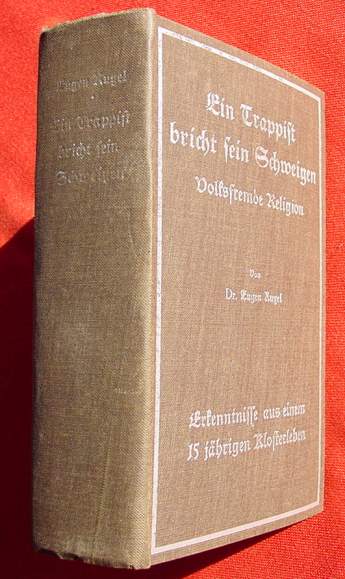 Eugen Rugel
Ein Trappist
bricht sein
Schweigen
Ein Trappist
bricht sein Schweigen
Volksfremde Religion
Von
Dr. Eugen Rugel
Erkenntnisse aus einem
15 jährigen Klosterleben